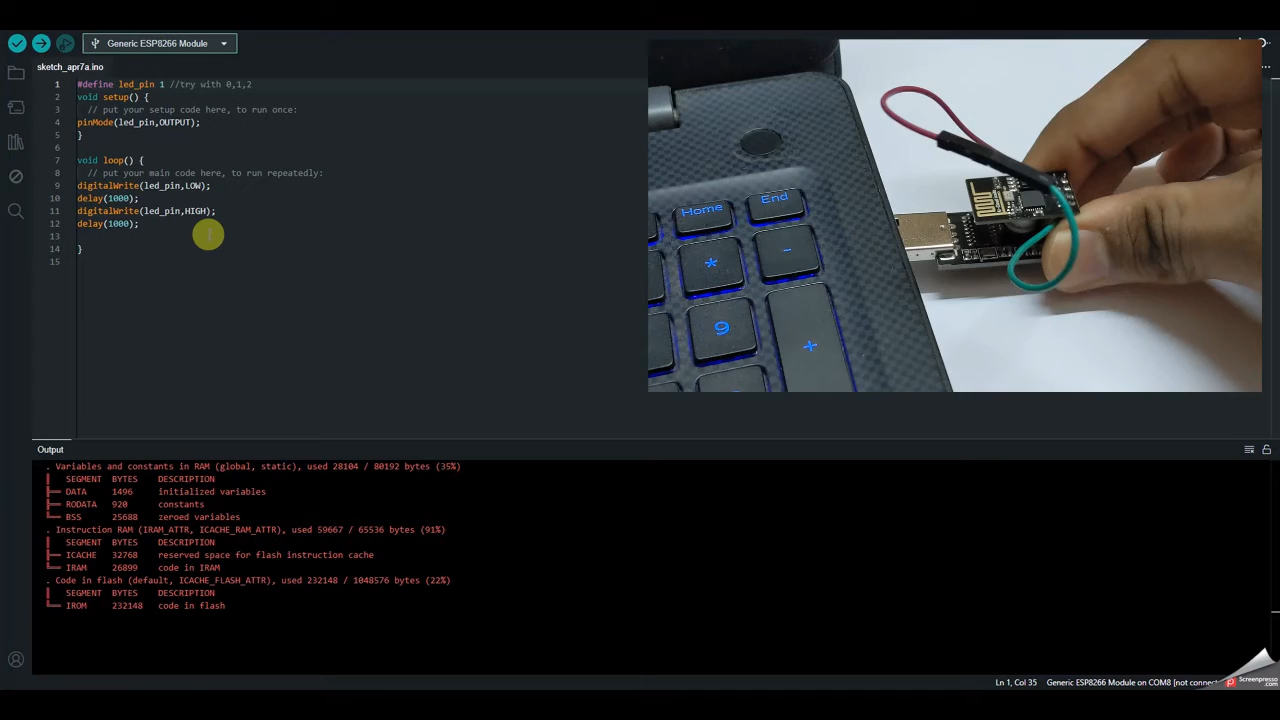 Generic ESP8266 Module
sketch_apr7a.ino
1 #define led_pin 1 //try with 0,1,2
2 void setup() {
3 // put your setup code here, to run once:
4 pinMode(led_pin,OUTPUT);
5 }
6
7 void loop() {
8 // put your main code here, to run repeatedly:
9 digitalWrite(led_pin,LOW);
10 delay(1000);
11 digitalWrite(led_pin,HIGH);
12 delay(1000);
13
14 }
15
Home
End
*
-
9
+
Output
. Variables and constants in RAM (global, static), used 28104 / 80192 bytes (35%)
║ SEGMENT BYTES DESCRIPTION
╠══ DATA 1496 initialized variables
╠══ RODATA 920 constants
╚══ BSS 25688 zeroed variables
. Instruction RAM (IRAM_ATTR, ICACHE_RAM_ATTR), used 59667 / 65536 bytes (91%)
║ SEGMENT BYTES DESCRIPTION
╠══ ICACHE 32768 reserved space for flash instruction cache
╚══ IRAM 26899 code in IRAM
. Code in flash (default, ICACHE_FLASH_ATTR), used 232148 / 1048576 bytes (22%)
║ SEGMENT BYTES DESCRIPTION
╚══ IROM 232148 code in flash
Ln 1, Col 35 Generic ESP8266 Module on COM8 [not connect
Screenpresso
.com